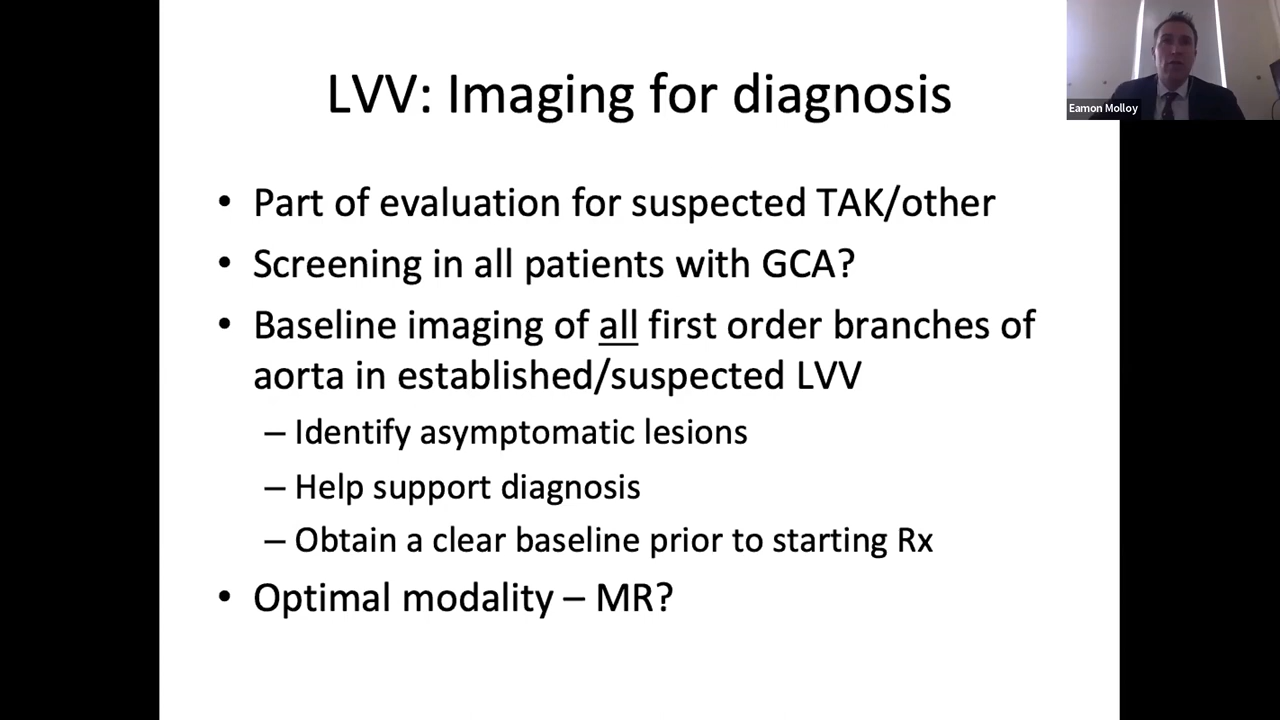 LVV: Imaging for diagnosis
Eamon Molloy
• Part of evaluation for suspected TAK/other
• Screening in all patients with GCA?
• Baseline imaging of all first order branches of
aorta in established/suspected LVV
– Identify asymptomatic lesions
– Help support diagnosis
– Obtain a clear baseline prior to starting Rx
• Optimal modality – MR?